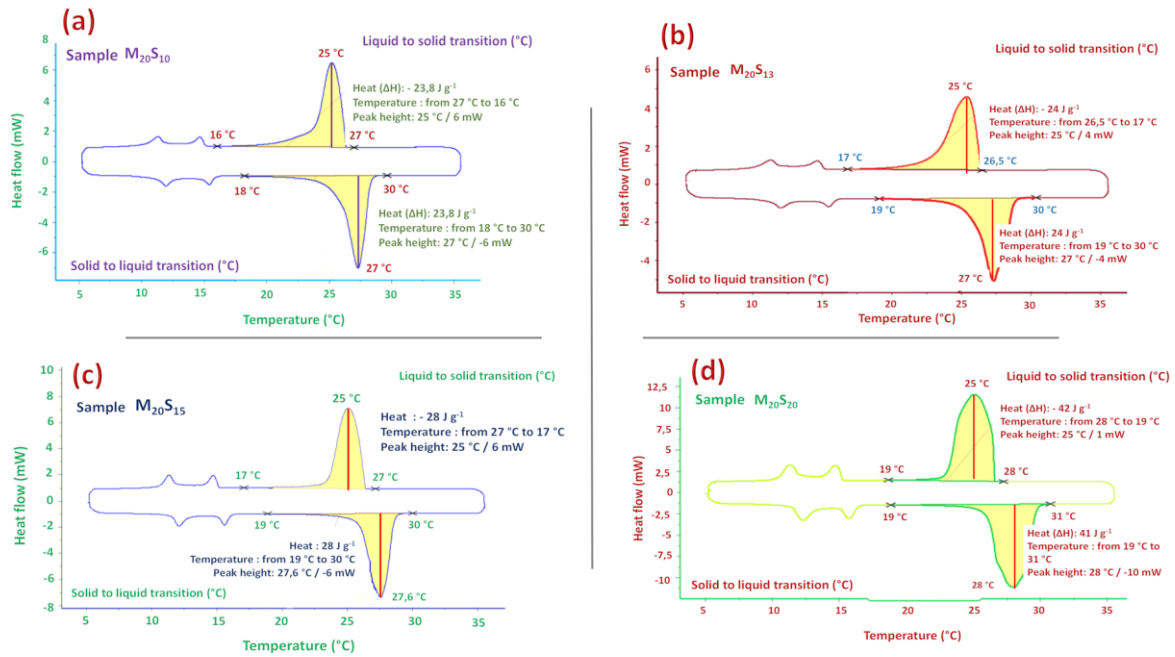 (a)
Liquid to solid transition (°C)
Sample M₂₀S₁₀
25 °C
Heat (ΔH): - 23,8 J g⁻¹
Temperature : from 27 °C to 16 °C
Peak height: 25 °C / 6 mW
16 °C
27 °C
18 °C
30 °C
Heat (ΔH): 23,8 J g⁻¹
Temperature : from 18 °C to 30 °C
Peak height: 27 °C / -6 mW
27 °C
Solid to liquid transition (°C)
Heat flow (mW)
8
6
4
2
0
-2
-4
-6
5
10
15
20
25
30
35
Temperature (°C)
(b)
Liquid to solid transition (°C)
Sample M₂₀S₁₃
25 °C
Heat (ΔH): - 24 J g⁻¹
Temperature : from 26,5 °C to 17 °C
Peak height: 25 °C / 4 mW
17 °C
26,5 °C
19 °C
30 °C
Heat (ΔH): 24 J g⁻¹
Temperature : from 19 °C to 30 °C
Peak height: 27 °C / -4 mW
27 °C
Solid to liquid transition (°C)
Heat flow (mW)
6
4
2
0
-2
-4
5
10
15
20
25
30
35
Temperature (°C)
(c)
Liquid to solid transition (°C)
Sample M₂₀S₁₅
25 °C
Heat : - 28 J g⁻¹
Temperature : from 27 °C to 17 °C
Peak height: 25 °C / 6 mW
17 °C
27 °C
19 °C
30 °C
Heat : 28 J g⁻¹
Temperature : from 19 °C to 30 °C
Peak height: 27,6 °C / -6 mW
27,6 °C
Solid to liquid transition (°C)
Heat flow (mW)
10
8
6
4
2
0
-2
-4
-6
-8
5
10
15
20
25
30
35
Temperature (°C)
(d)
Liquid to solid transition (°C)
Sample M₂₀S₂₀
25 °C
Heat (ΔH): - 42 J g⁻¹
Temperature : from 28 °C to 19 °C
Peak height: 25 °C / 1 mW
19 °C
28 °C
19 °C
31 °C
Heat (ΔH): 41 J g⁻¹
Temperature : from 19 °C to
31 °C
Peak height: 28 °C / -10 mW
28 °C
Solid to liquid transition (°C)
Heat flow (mW)
12,5
10
7,5
5
2,5
0
-2,5
-5
-7,5
-10
5
10
15
20
25
30
35
Temperature (°C)